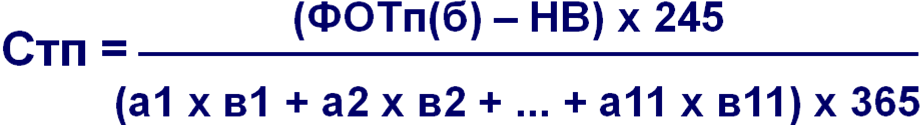 (ФОТп(б) – НВ) х 245
Стп =
(а1 х в1 + а2 х в2 + ... + а11 х в11) х 365